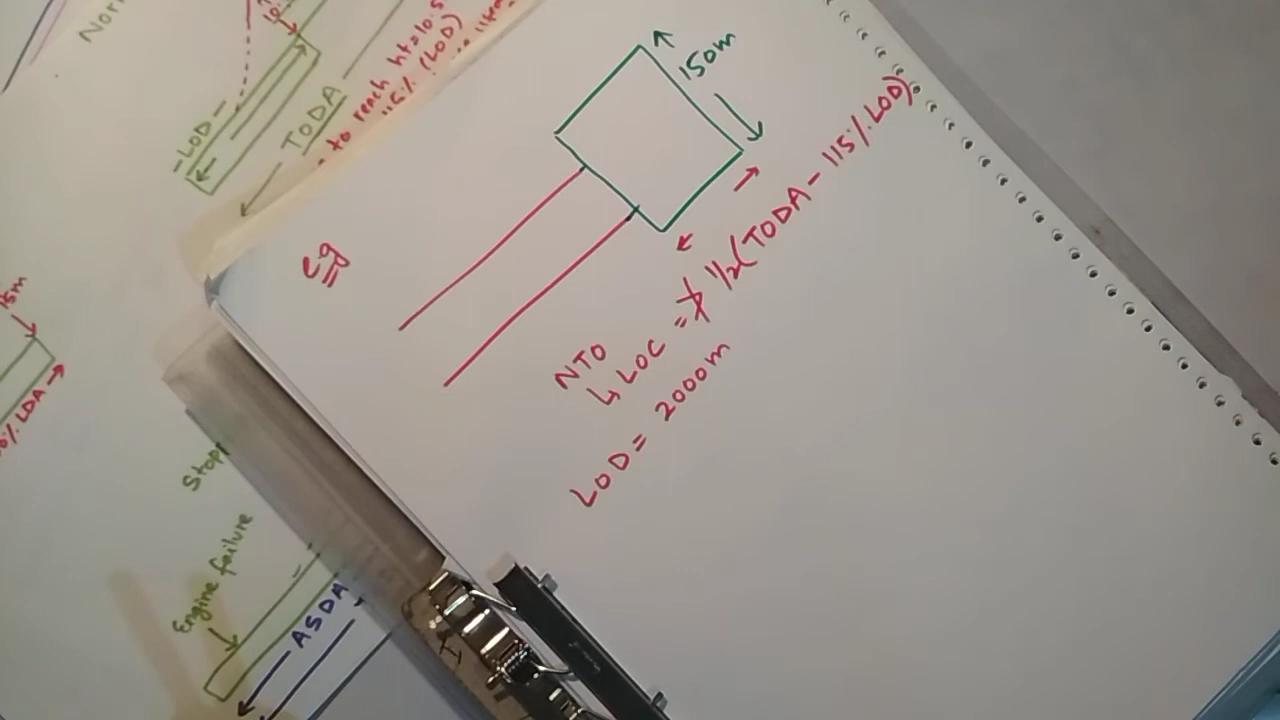 Nor
LOD
TODA
- to reach ht=10.5
115% (LOD)
15m
% LDA
Engine failure
ASDA
eg
150m
NTO
↳ LOC = 1/2(TODA - 115% LOD)
LOD = 2000m